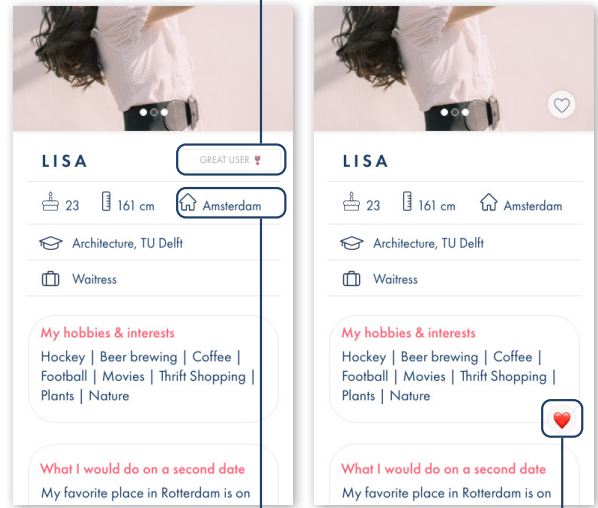 LISA
GREAT USER
23
161 cm
Amsterdam
Architecture, TU Delft
Waitress
My hobbies & interests
Hockey | Beer brewing | Coffee |
Football | Movies | Thrift Shopping |
Plants | Nature
What I would do on a second date
My favorite place in Rotterdam is on
LISA
23
161 cm
Amsterdam
Architecture, TU Delft
Waitress
My hobbies & interests
Hockey | Beer brewing | Coffee |
Football | Movies | Thrift Shopping |
Plants | Nature
What I would do on a second date
My favorite place in Rotterdam is on